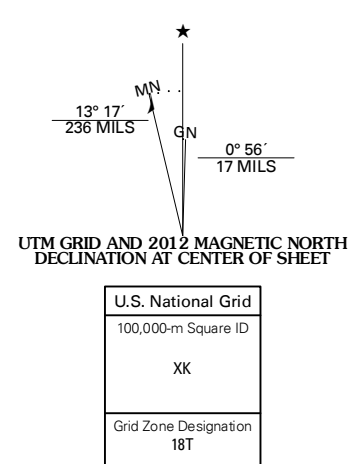 MN
13° 17´
236 MILS
GN
0° 56´
17 MILS
UTM GRID AND 2012 MAGNETIC NORTH
DECLINATION AT CENTER OF SHEET
U.S. National Grid
100,000-m Square ID
XK
Grid Zone Designation
18T